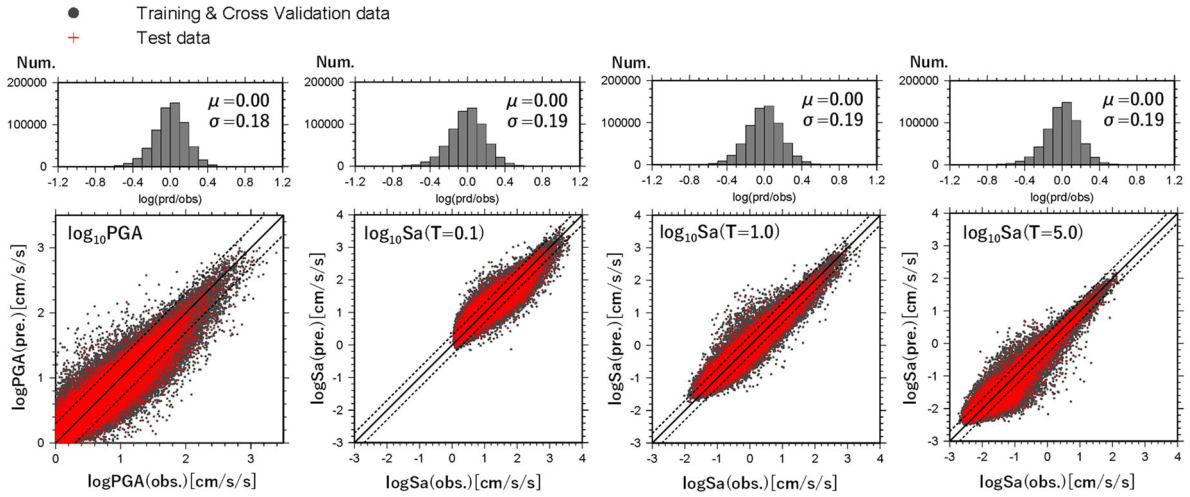 Training & Cross Validation data
Test data
Num. Num. Num. Num.
200000 200000 200000 200000
μ=0.00 μ=0.00 μ=0.00 μ=0.00
100000 100000 100000 100000
σ=0.18 σ=0.19 σ=0.19 σ=0.19
0 0 0 0
-1.2 -0.8 -0.4 0.0 0.4 0.8 1.2 -1.2 -0.8 -0.4 0.0 0.4 0.8 1.2 -1.2 -0.8 -0.4 0.0 0.4 0.8 1.2 -1.2 -0.8 -0.4 0.0 0.4 0.8 1.2
log(prd/obs) log(prd/obs) log(prd/obs) log(prd/obs)
log10PGA
3
2
1
0
logPGA(pre.)[cm/s/s]
0 1 2 3
logPGA(obs.)[cm/s/s]
log10Sa(T=0.1)
4
3
2
1
0
-1
-2
-3
logSa(pre.)[cm/s/s]
-3 -2 -1 0 1 2 3 4
logSa(obs.)[cm/s/s]
log10Sa(T=1.0)
4
3
2
1
0
-1
-2
-3
logSa(pre.)[cm/s/s]
-3 -2 -1 0 1 2 3 4
logSa(obs.)[cm/s/s]
log10Sa(T=5.0)
4
3
2
1
0
-1
-2
-3
logSa(pre.)[cm/s/s]
-3 -2 -1 0 1 2 3 4
logSa(obs.)[cm/s/s]